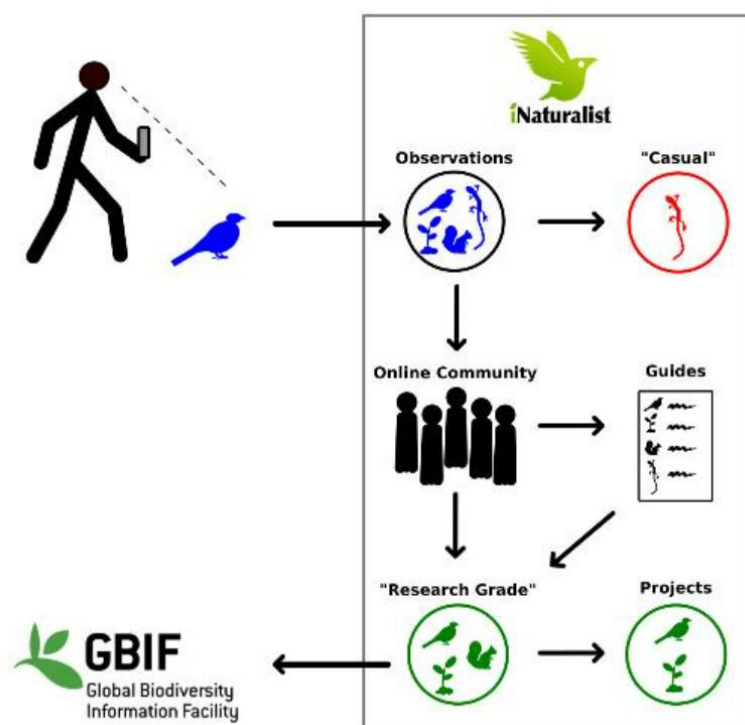 iNaturalist
Observations
"Casual"
Online Community
Guides
"Research Grade"
Projects
GBIF
Global Biodiversity
Information Facility